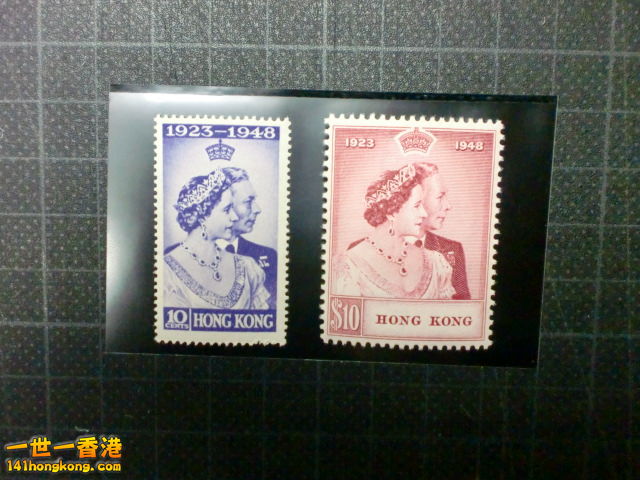 1923-1948
10
CENTS
HONG KONG
1923 1948
$10
HONG KONG
一世一香港
141hongkong.com